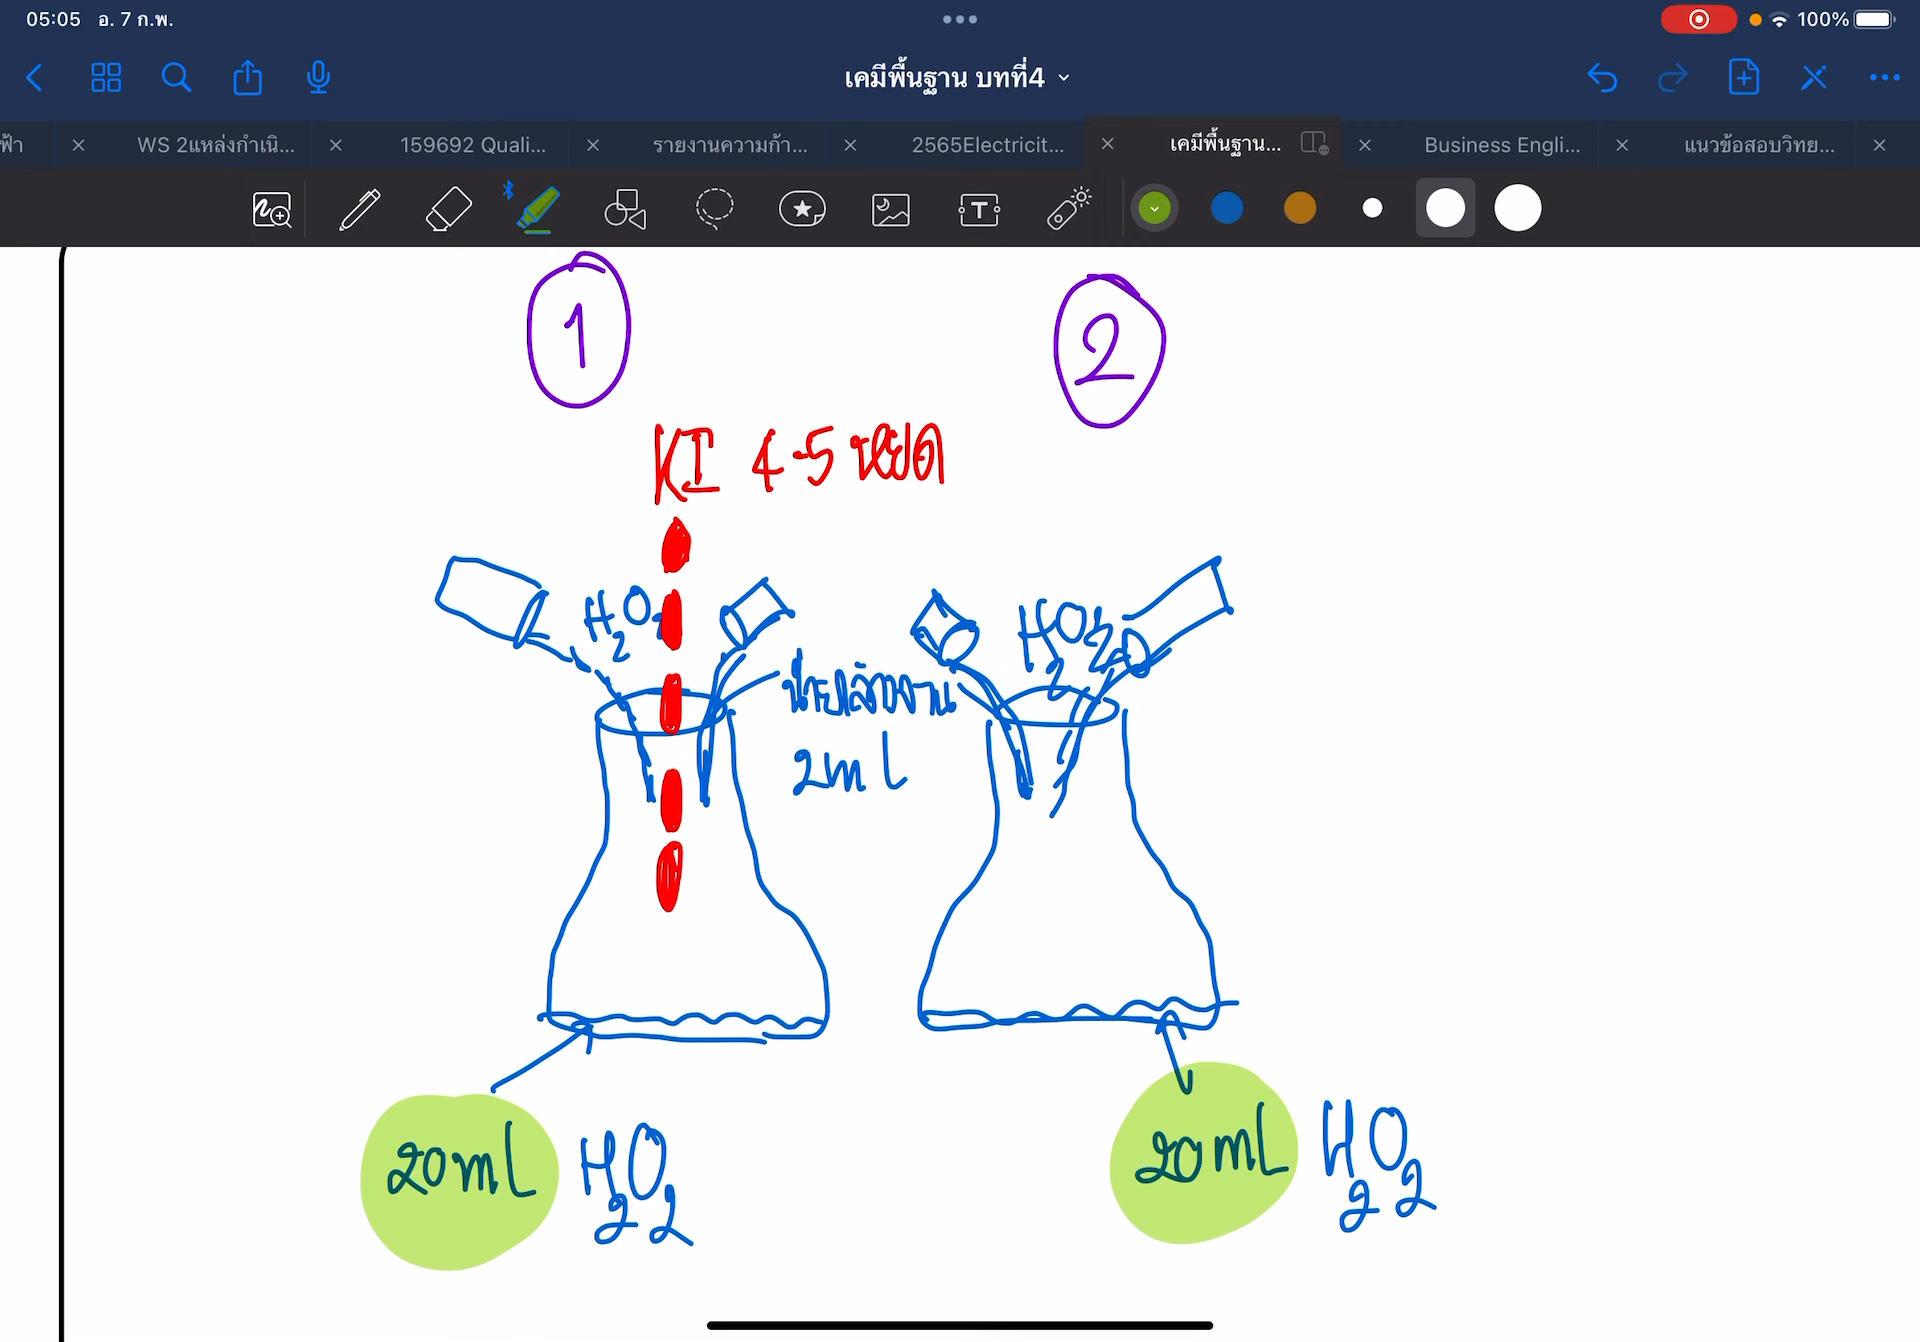 05:05 อ. 7 ก.พ.
100%
เคมีพื้นฐาน บทที่4
ฟ้า
WS 2แหล่งกำเนิ...
159692 Quali...
รายงานความก้า...
2565Electricit...
เคมีพื้นฐาน...
Business Engli...
แนวข้อสอบวิทย...
T
1
2
KI 4-5 หยด
H2O2
H2O2
น้ำยาล้างจาน
2mL
20mL H2O2
20mL H2O2